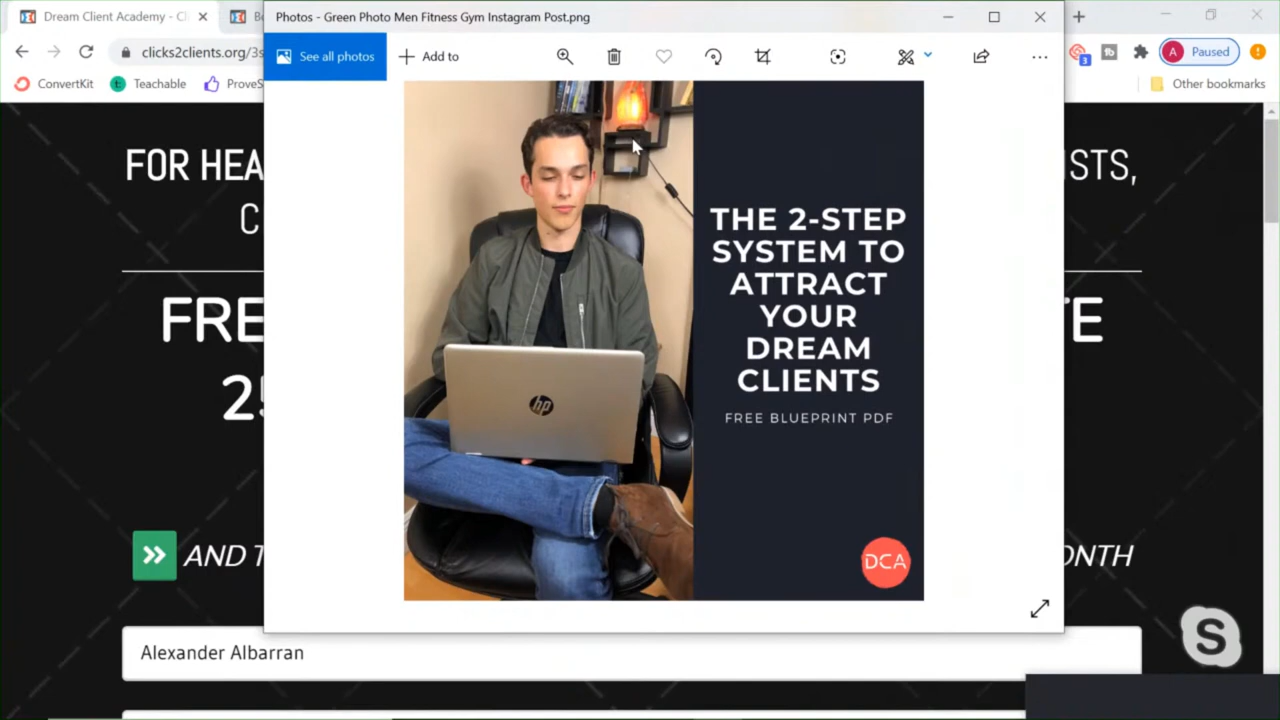 Dream Client Academy - Cl
Photos - Green Photo Men Fitness Gym Instagram Post.png
clicks2clients.org/3s
See all photos
Add to
A Paused
3
ConvertKit
Teachable
ProveS
Other bookmarks
FOR HEA
STS,
C
FRE
TE
2
THE 2-STEP
SYSTEM TO
ATTRACT
YOUR
DREAM
CLIENTS
FREE BLUEPRINT PDF
hp
DCA
AND T
ONTH
S
Alexander Albarran